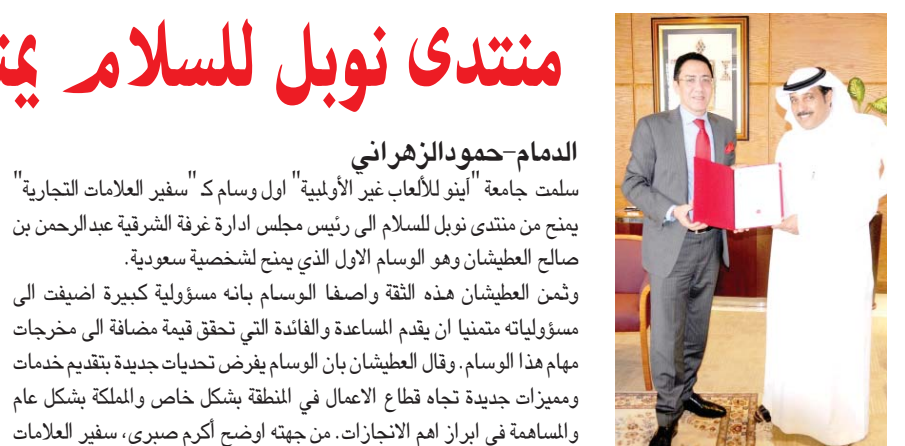 منتدى نوبل للسلام
الدمام-حمودالزهراني
سلمت جامعة "آينو للألعاب غير الأولمبية" اول وسام كـ "سفير العلامات التجارية"
يمنح من منتدى نوبل للسلام الى رئيس مجلس ادارة غرفة الشرقية عبدالرحمن بن
صالح العطيشان وهو الوسام الاول الذي يمنح لشخصية سعودية.
وثمن العطيشان هذه الثقة واصفا الوسام بانه مسؤولية كبيرة اضيفت الى
مسؤولياته متمنيا ان يقدم المساعدة والفائدة التي تحقق قيمة مضافة الى مخرجات
مهام هذا الوسام. وقال العطيشان بان الوسام يفرض تحديات جديدة بتقديم خدمات
ومميزات جديدة تجاه قطاع الاعمال في المنطقة بشكل خاص والمملكة بشكل عام
والمساهمة في ابراز اهم الانجازات. من جهته اوضح أكرم صبري، سفير العلامات